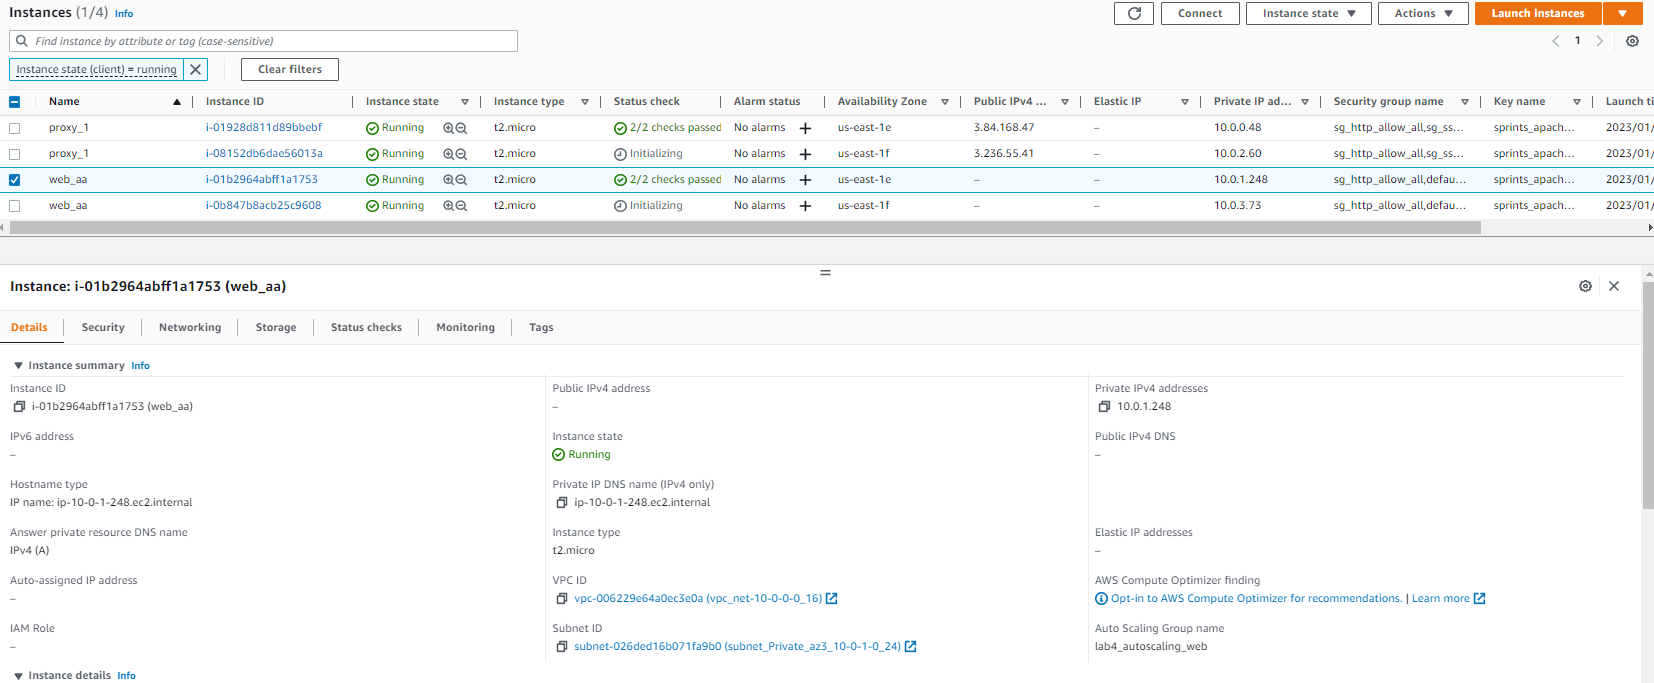 Instances (1/4) Info
Connect Instance state Actions Launch instances
Find instance by attribute or tag (case-sensitive)
1
Instance state (client) = running
Clear filters
Name Instance ID Instance state Instance type Status check Alarm status Availability Zone Public IPv4 ... Elastic IP Private IP ad... Security group name Key name Launch ti
proxy_1 i-01928d811d89bbebf Running t2.micro 2/2 checks passed No alarms + us-east-1e 3.84.168.47 – 10.0.0.48 sg_http_allow_all,sg_ss... sprints_apach... 2023/01/
proxy_1 i-08152db6dae56013a Running t2.micro Initializing No alarms + us-east-1f 3.236.55.41 – 10.0.2.60 sg_http_allow_all,sg_ss... sprints_apach... 2023/01/
web_aa i-01b2964abff1a1753 Running t2.micro 2/2 checks passed No alarms + us-east-1e – – 10.0.1.248 sg_http_allow_all,defau... sprints_apach... 2023/01/
web_aa i-0b847b8acb25c9608 Running t2.micro Initializing No alarms + us-east-1f – – 10.0.3.73 sg_http_allow_all,defau... sprints_apach... 2023/01/
Instance: i-01b2964abff1a1753 (web_aa)
Details Security Networking Storage Status checks Monitoring Tags
Instance summary Info
Instance ID Public IPv4 address Private IPv4 addresses
i-01b2964abff1a1753 (web_aa) – 10.0.1.248
IPv6 address Instance state Public IPv4 DNS
– Running –
Hostname type Private IP DNS name (IPv4 only)
IP name: ip-10-0-1-248.ec2.internal ip-10-0-1-248.ec2.internal
Answer private resource DNS name Instance type Elastic IP addresses
IPv4 (A) t2.micro –
Auto-assigned IP address VPC ID AWS Compute Optimizer finding
– vpc-006229e64a0ec3e0a (vpc_net-10-0-0-0_16) Opt-in to AWS Compute Optimizer for recommendations. | Learn more
IAM Role Subnet ID Auto Scaling Group name
– subnet-026ded16b071fa9b0 (subnet_Private_az3_10-0-1-0_24) lab4_autoscaling_web
Instance details Info